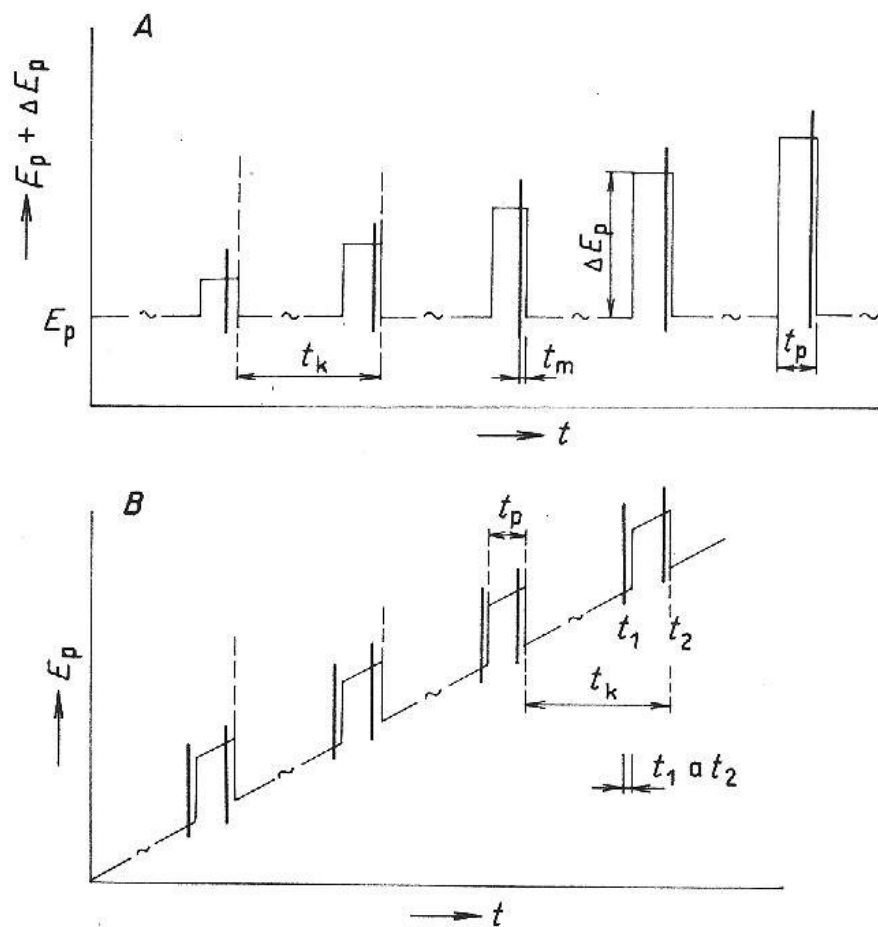 A
E_p + ΔE_p
ΔE_p
E_p
t_k
t_m
t_p
t
B
t_p
E_p
t_1 t_2
t_k
t_1 a t_2
t